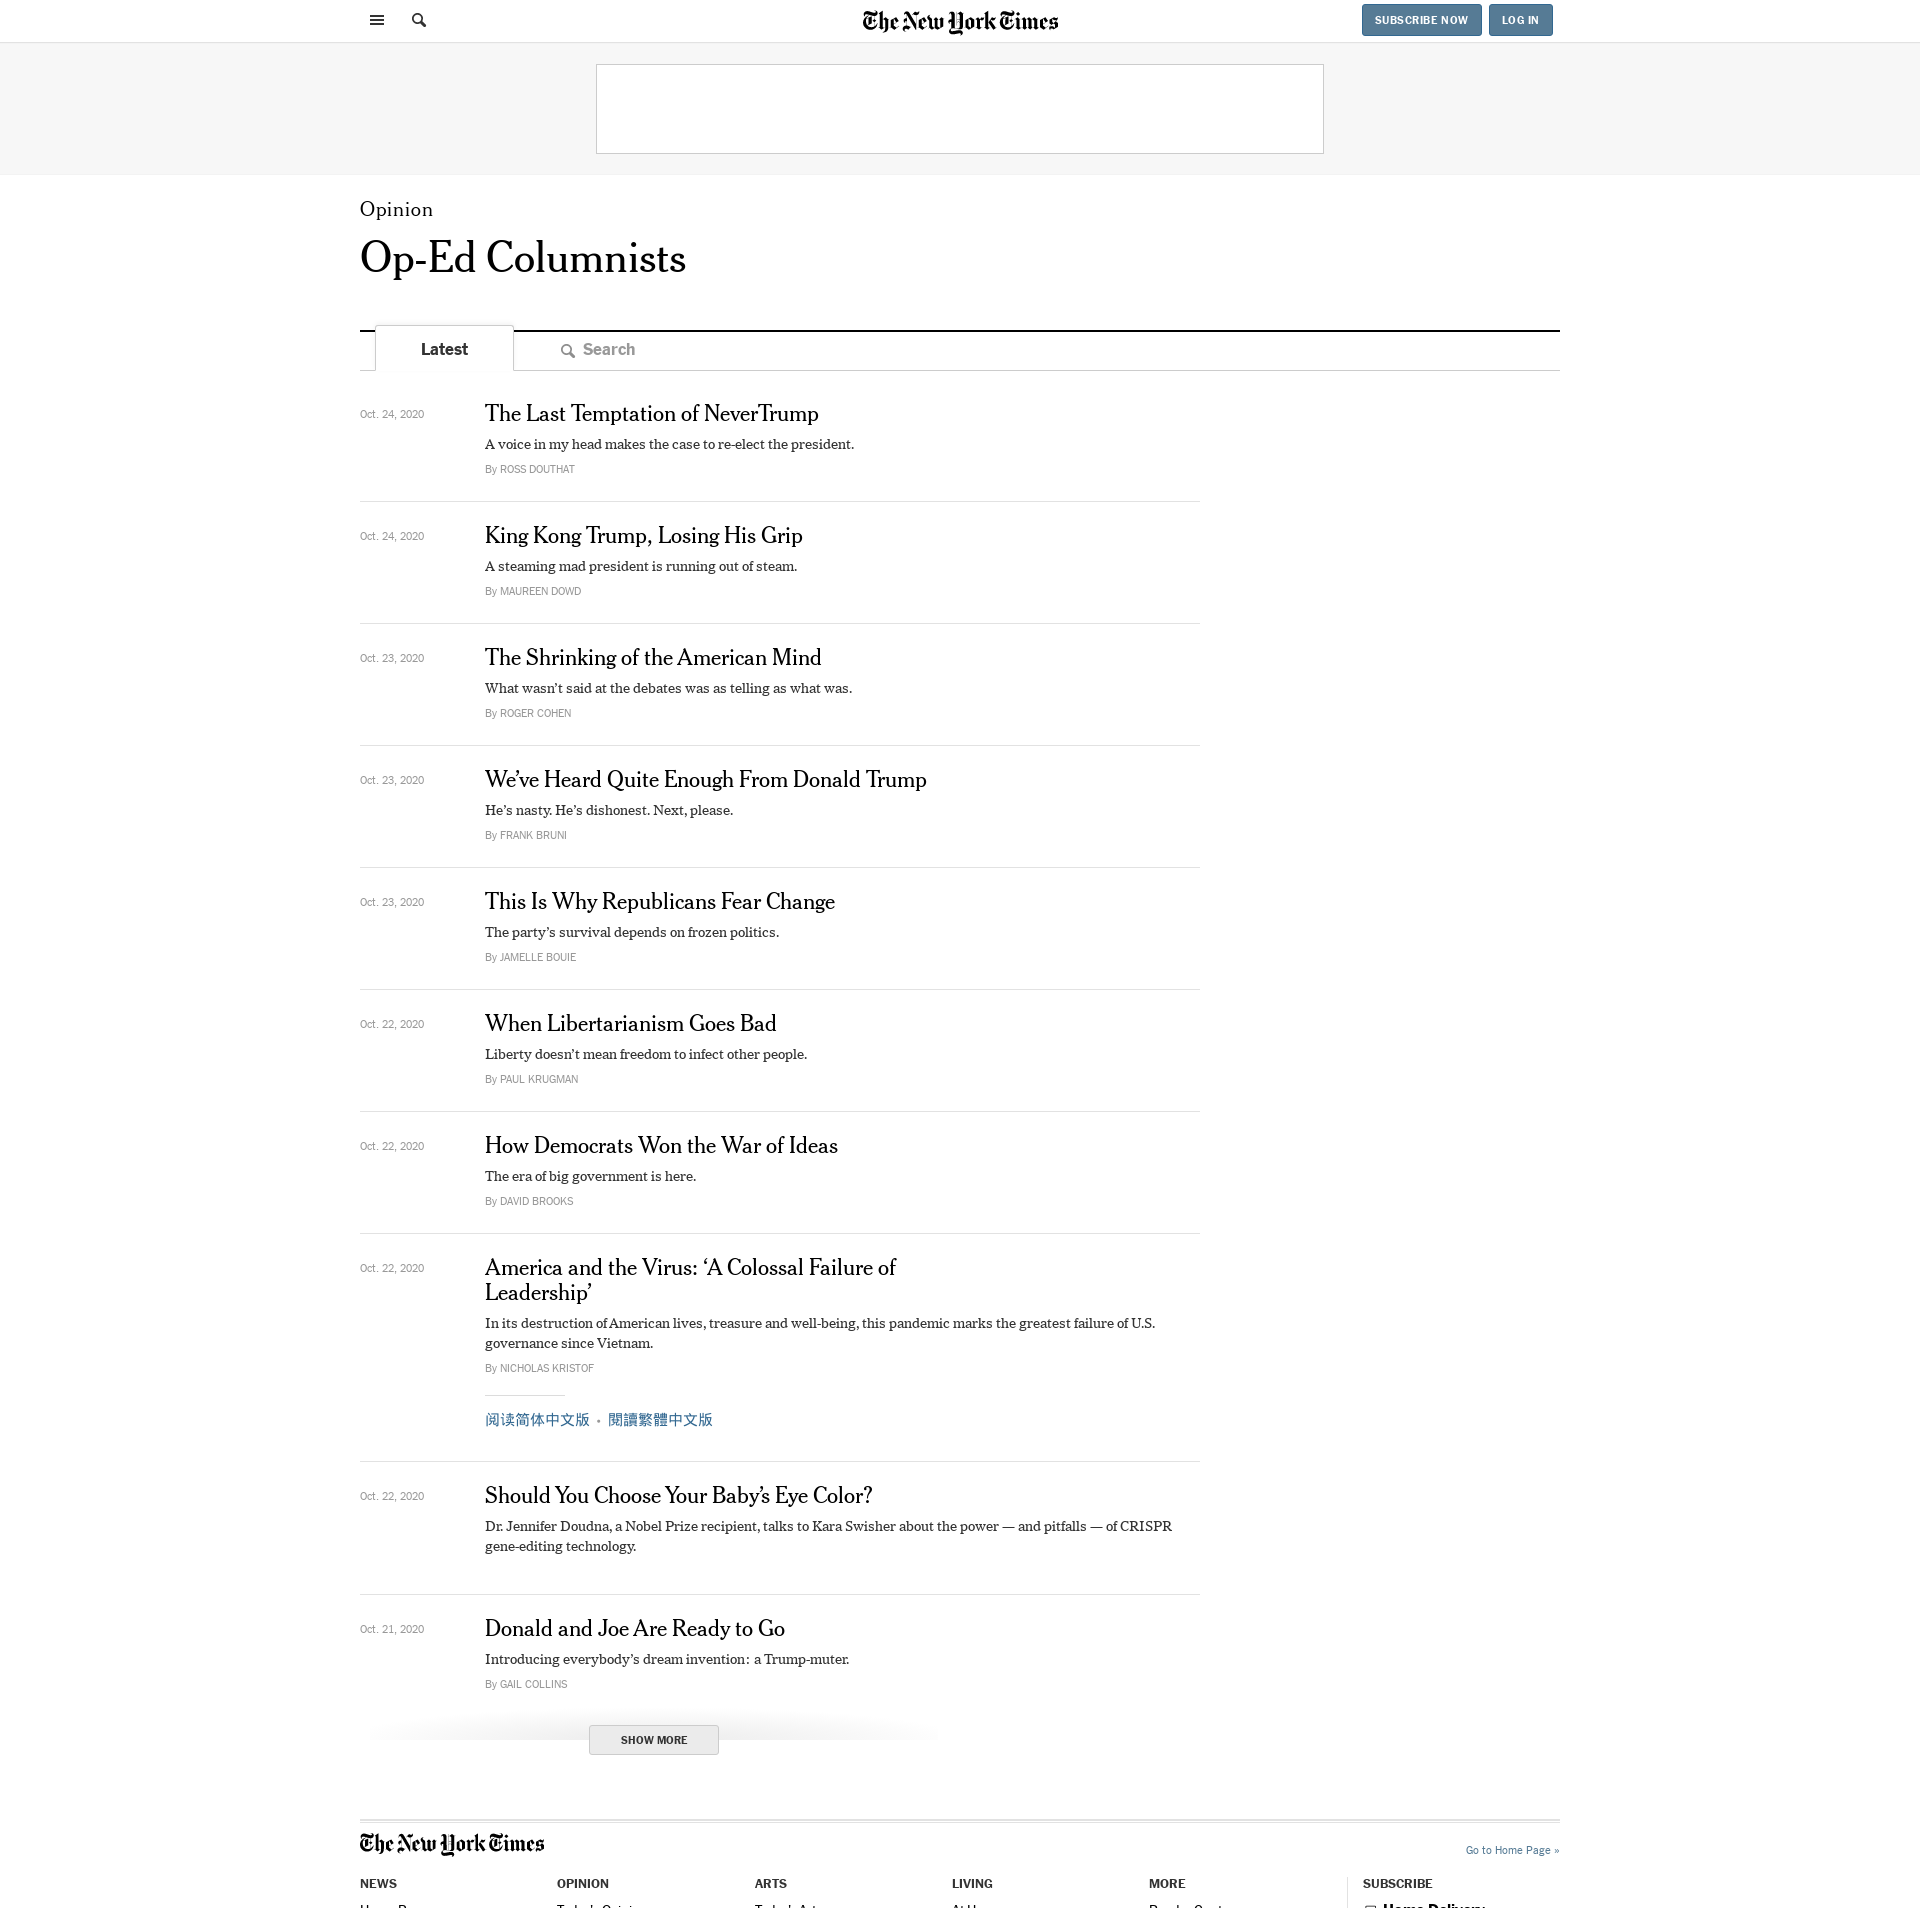 The New York Times
SUBSCRIBE NOW
LOG IN
Opinion
Op-Ed Columnists
Latest
Search
Oct. 24, 2020
The Last Temptation of NeverTrump
A voice in my head makes the case to re-elect the president.
By ROSS DOUTHAT
Oct. 24, 2020
King Kong Trump, Losing His Grip
A steaming mad president is running out of steam.
By MAUREEN DOWD
Oct. 23, 2020
The Shrinking of the American Mind
What wasn’t said at the debates was as telling as what was.
By ROGER COHEN
Oct. 23, 2020
We’ve Heard Quite Enough From Donald Trump
He’s nasty. He’s dishonest. Next, please.
By FRANK BRUNI
Oct. 23, 2020
This Is Why Republicans Fear Change
The party’s survival depends on frozen politics.
By JAMELLE BOUIE
Oct. 22, 2020
When Libertarianism Goes Bad
Liberty doesn’t mean freedom to infect other people.
By PAUL KRUGMAN
Oct. 22, 2020
How Democrats Won the War of Ideas
The era of big government is here.
By DAVID BROOKS
Oct. 22, 2020
America and the Virus: ‘A Colossal Failure of
Leadership’
In its destruction of American lives, treasure and well-being, this pandemic marks the greatest failure of U.S.
governance since Vietnam.
By NICHOLAS KRISTOF
阅读简体中文版 • 閱讀繁體中文版
Oct. 22, 2020
Should You Choose Your Baby’s Eye Color?
Dr. Jennifer Doudna, a Nobel Prize recipient, talks to Kara Swisher about the power — and pitfalls — of CRISPR
gene-editing technology.
Oct. 21, 2020
Donald and Joe Are Ready to Go
Introducing everybody’s dream invention: a Trump-muter.
By GAIL COLLINS
SHOW MORE
The New York Times
Go to Home Page »
NEWS
OPINION
ARTS
LIVING
MORE
SUBSCRIBE
Home Delivery